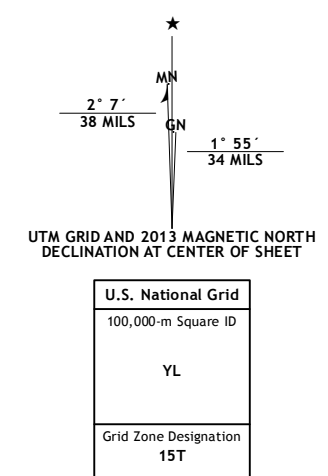 ★
MN
2° 7´
38 MILS
GN
1° 55´
34 MILS
UTM GRID AND 2013 MAGNETIC NORTH
DECLINATION AT CENTER OF SHEET
U.S. National Grid
100,000-m Square ID
YL
Grid Zone Designation
15T